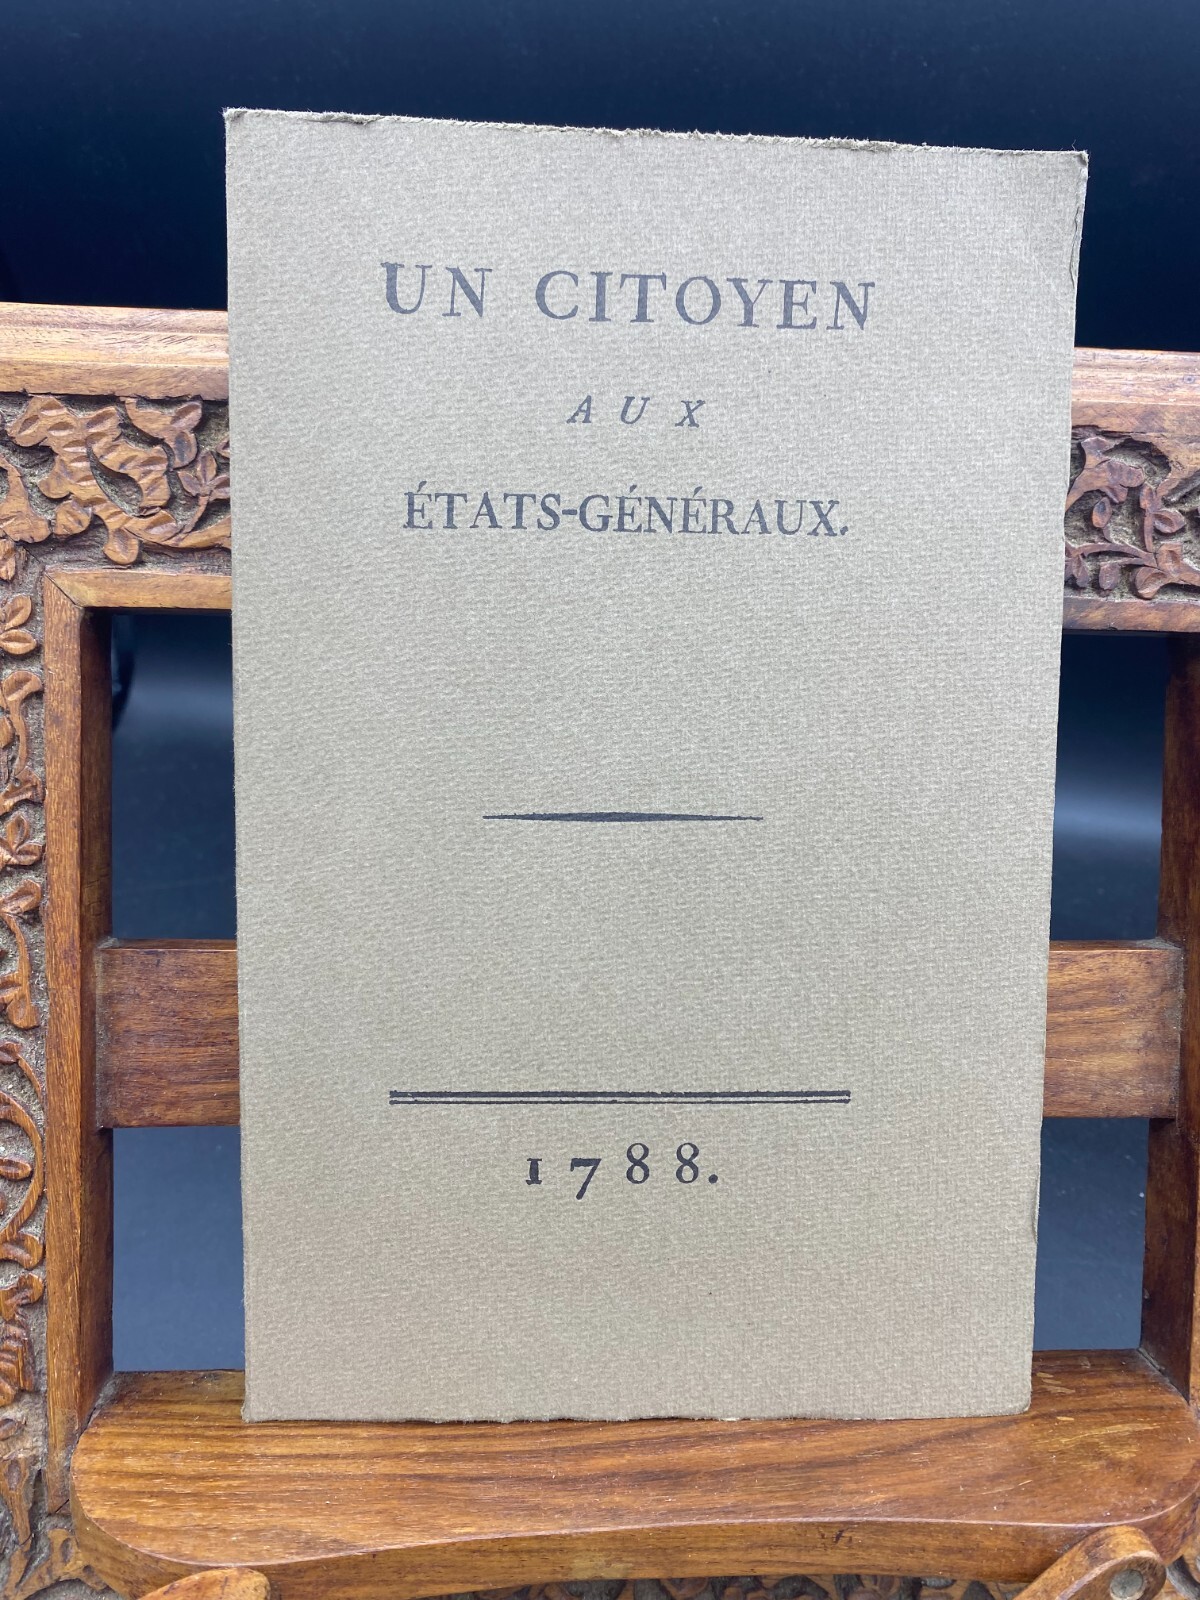 UN CITOYEN
AUX
ÉTATS-GÉNÉRAUX.
1788.